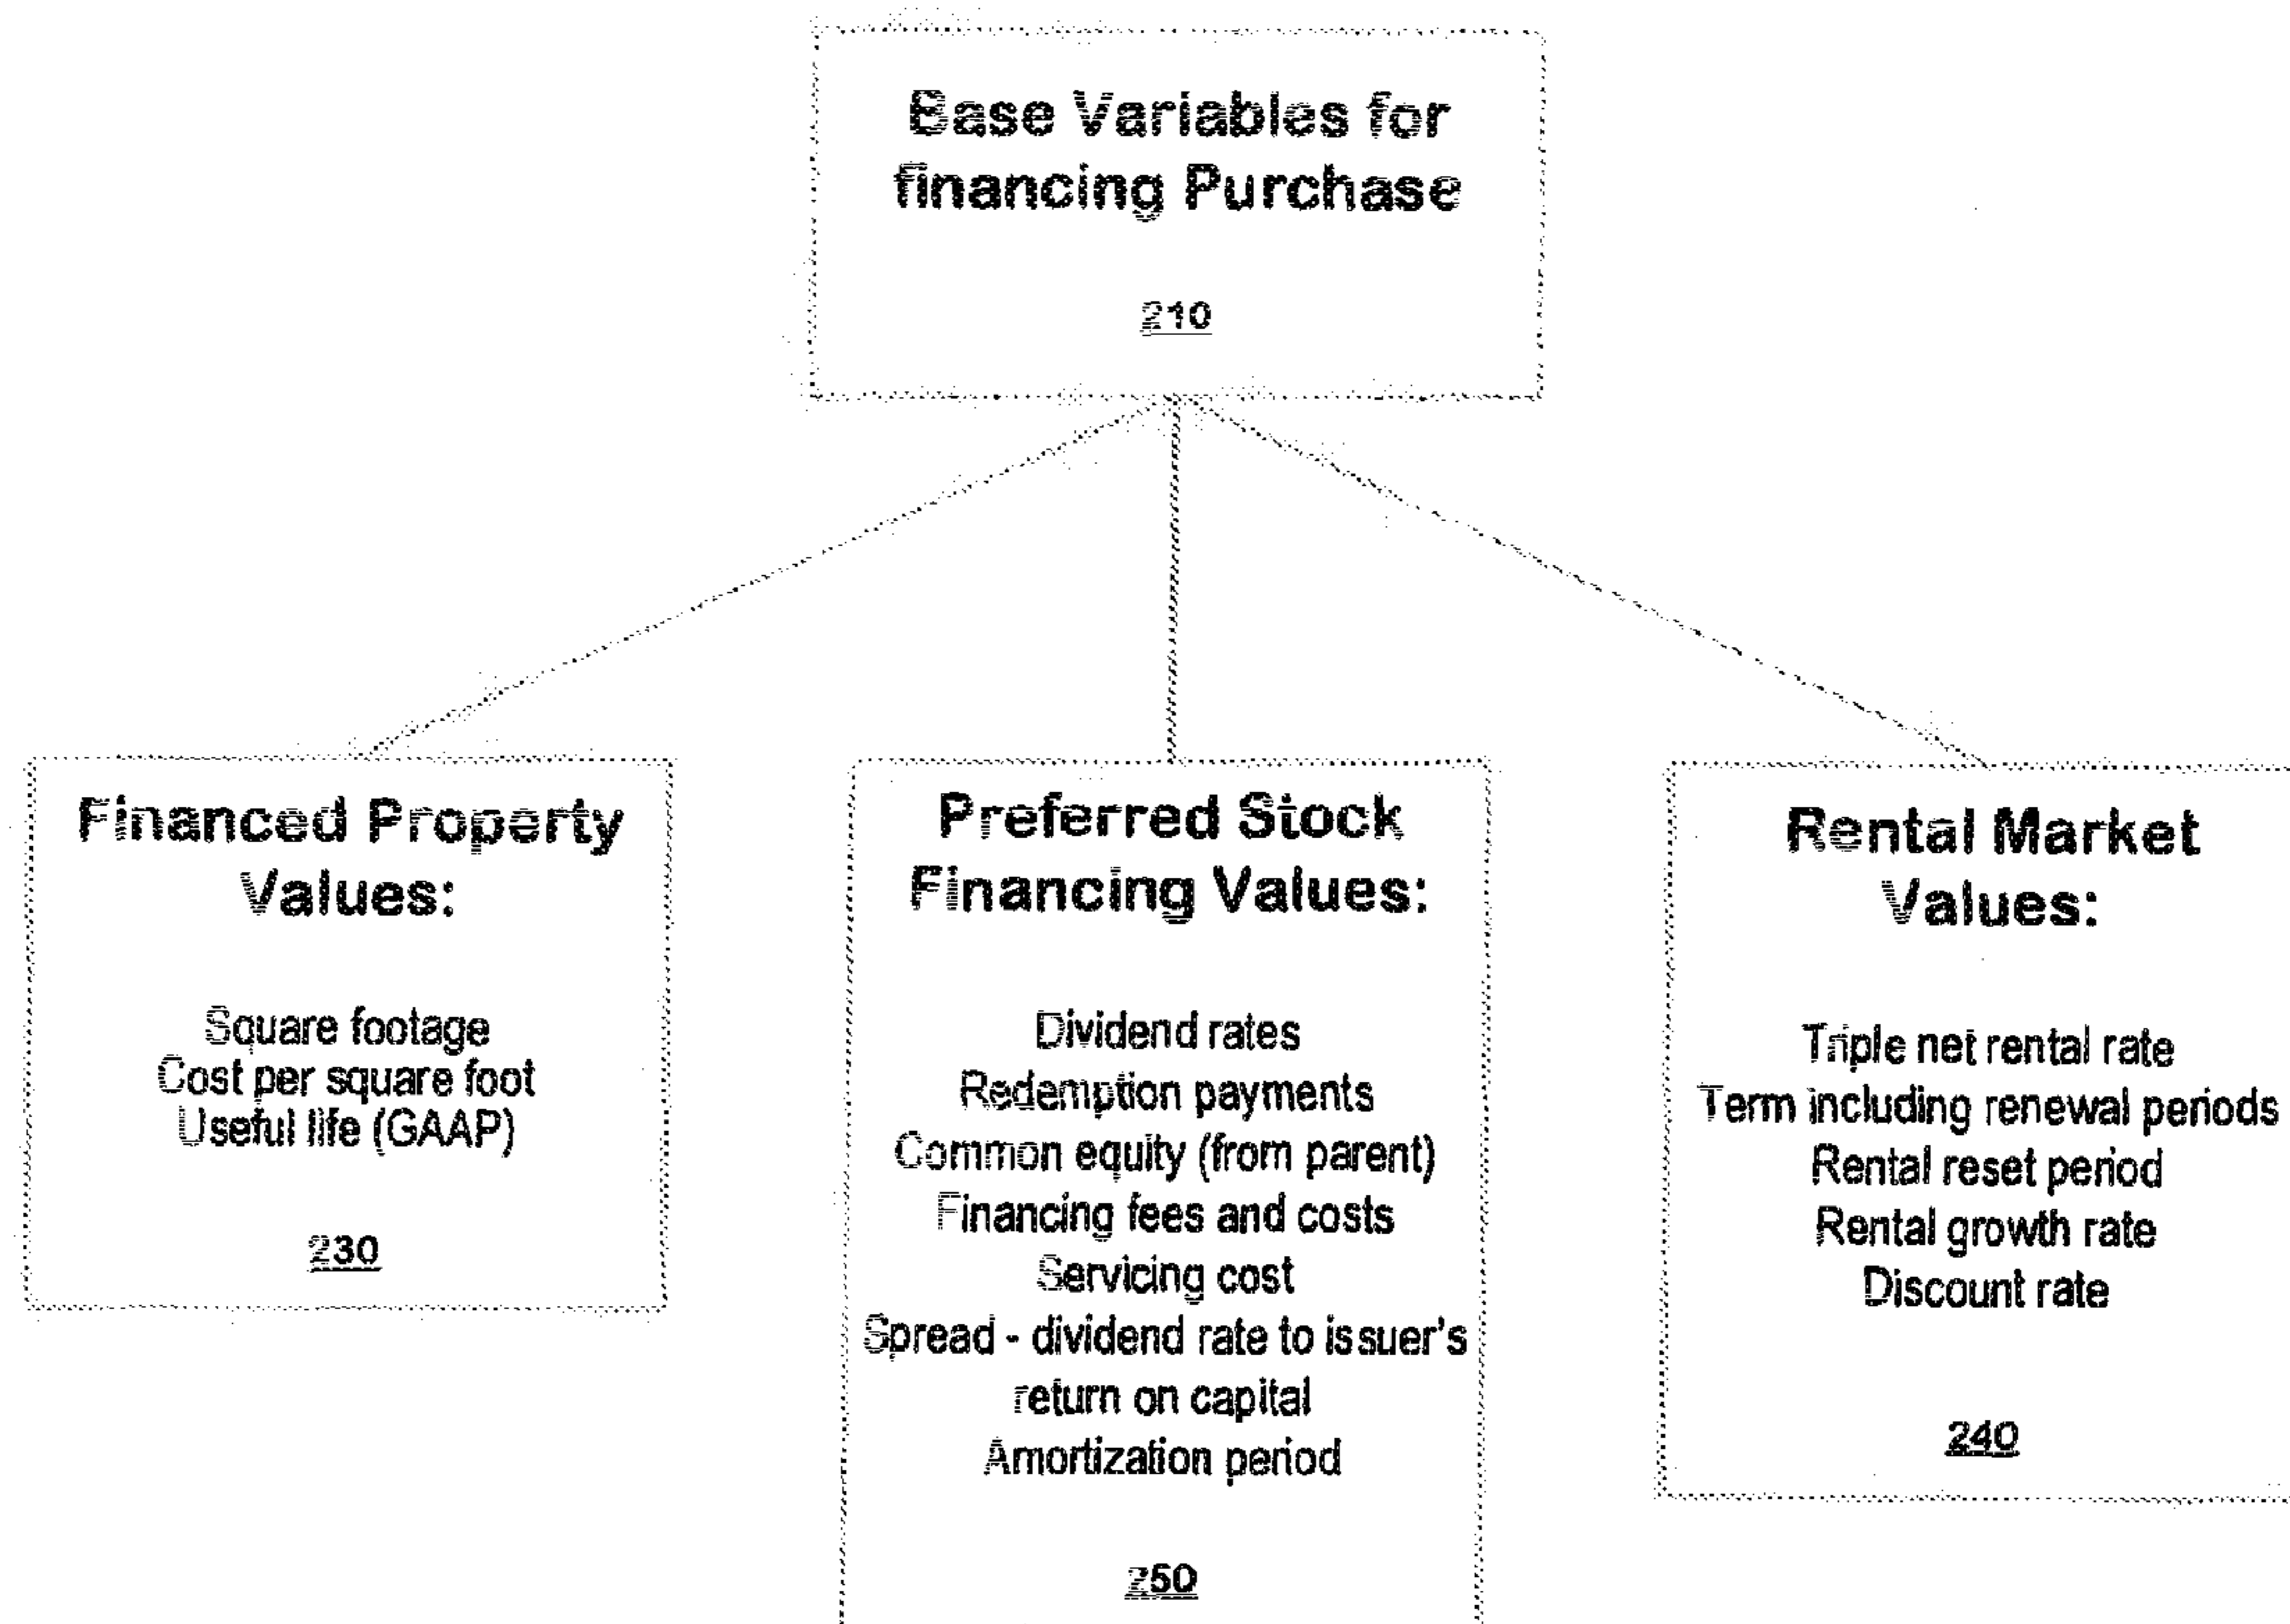 Base Variables for
financing Purchase
210
Financed Property
Values:
Square footage
Cost per square foot
Useful life (GAAP)
230
Preferred Stock
Financing Values:
Dividend rates
Redemption payments
Common equity (from parent)
Financing fees and costs
Servicing cost
Spread - dividend rate to issuer's
return on capital
Amortization period
250
Rental Market
Values:
Triple net rental rate
Term including renewal periods
Rental reset period
Rental growth rate
Discount rate
240